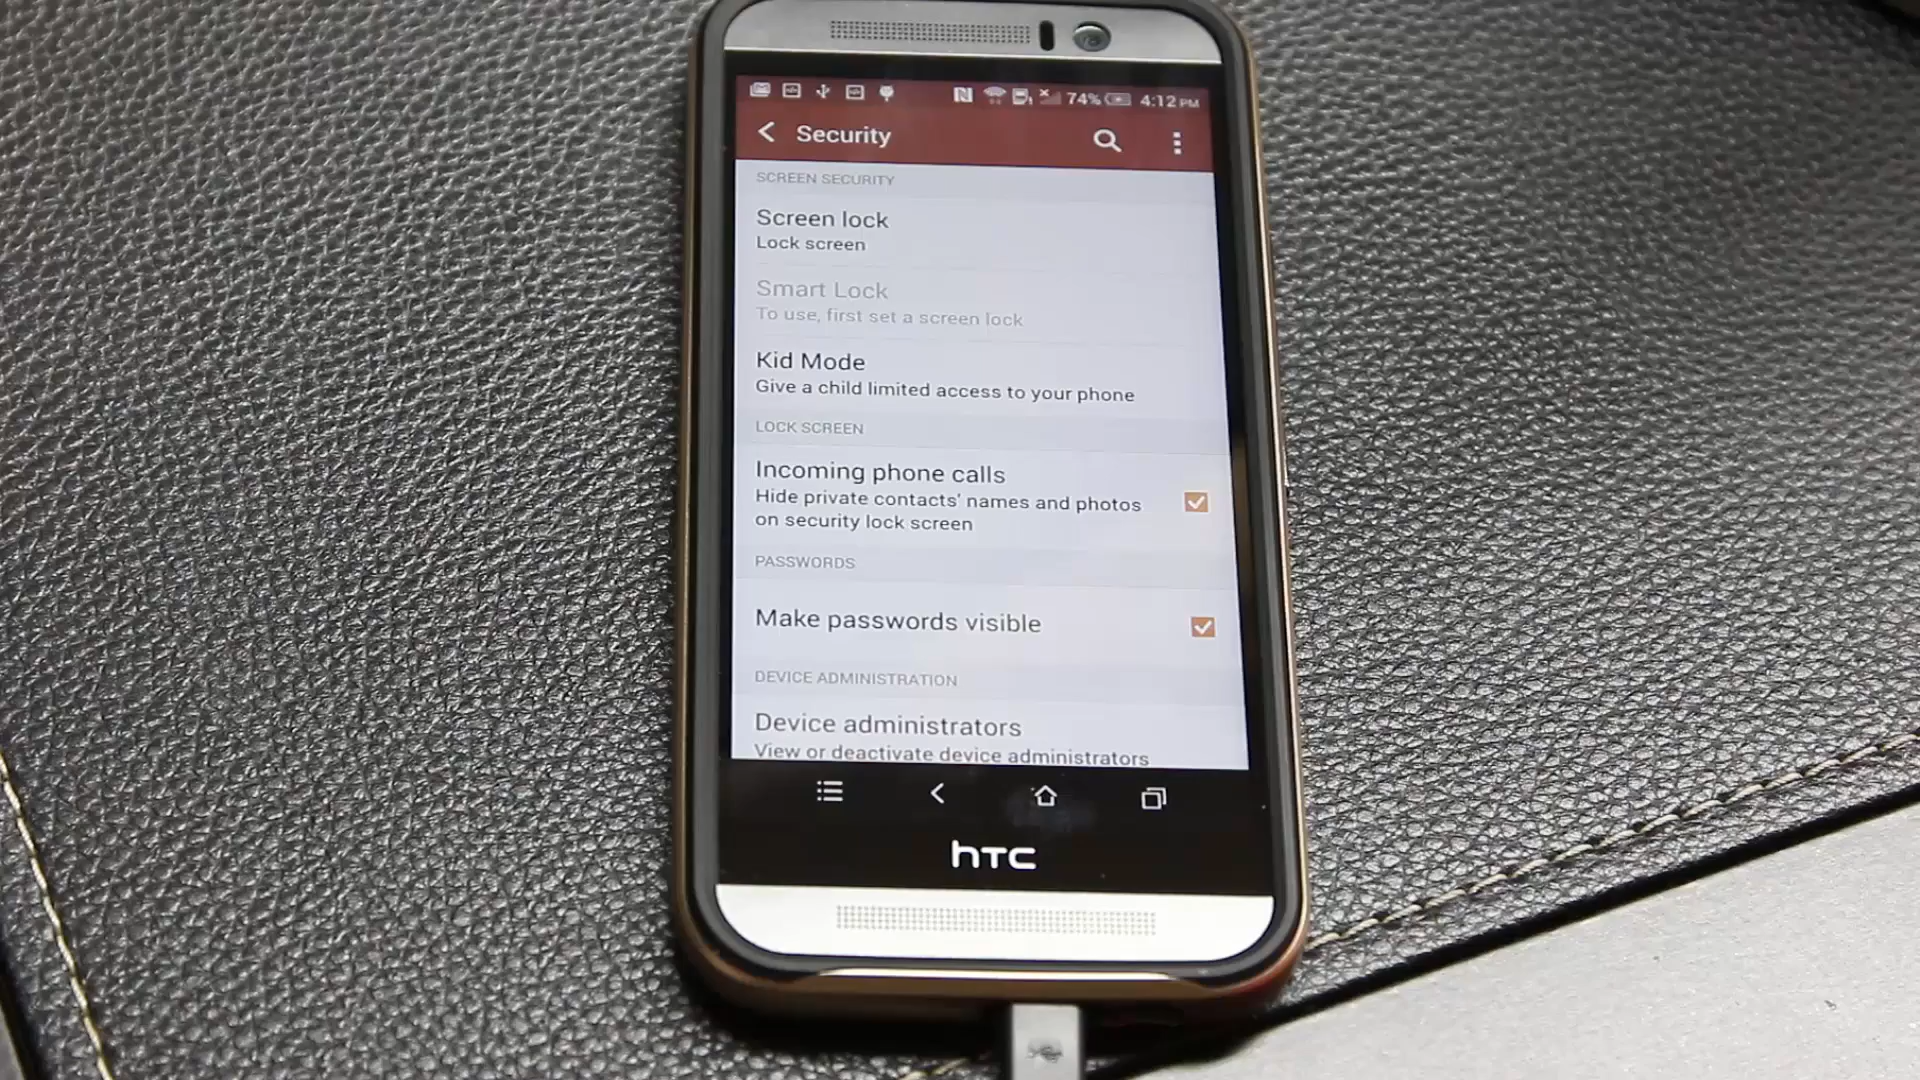 74% 4:12 PM
Security
SCREEN SECURITY
Screen lock
Lock screen
Smart Lock
To use, first set a screen lock
Kid Mode
Give a child limited access to your phone
LOCK SCREEN
Incoming phone calls
Hide private contacts' names and photos
on security lock screen
PASSWORDS
Make passwords visible
DEVICE ADMINISTRATION
Device administrators
View or deactivate device administrators
hTC